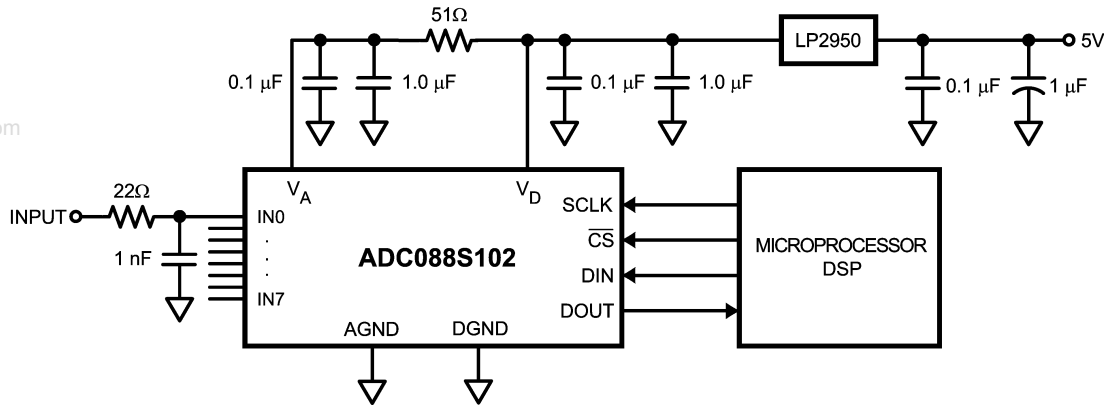 51Ω
LP2950
5V
0.1 µF
1.0 µF
0.1 µF
1.0 µF
0.1 µF
1 µF
om
22Ω
INPUT
1 nF
V_A
V_D
IN0
.
.
.
IN7
SCLK
C̅S̅
DIN
DOUT
ADC088S102
AGND
DGND
MICROPROCESSOR
DSP